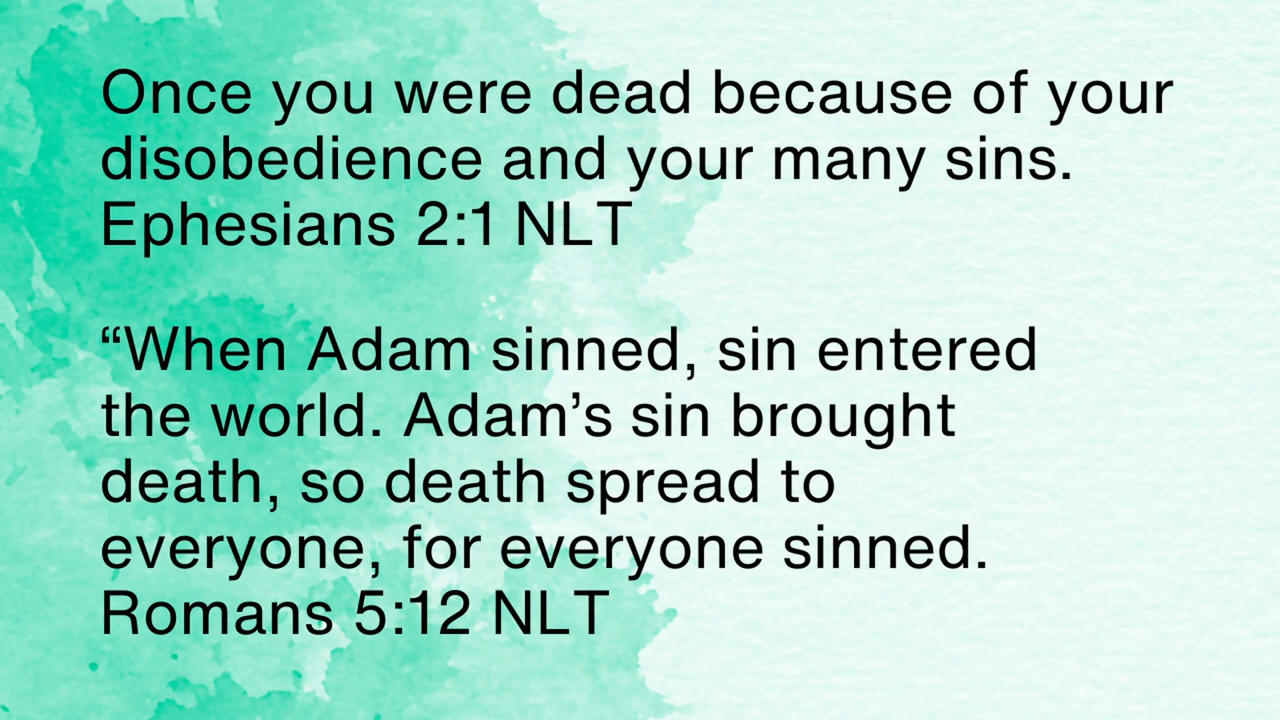 Once you were dead because of your
disobedience and your many sins.
Ephesians 2:1 NLT
“When Adam sinned, sin entered
the world. Adam’s sin brought
death, so death spread to
everyone, for everyone sinned.
Romans 5:12 NLT